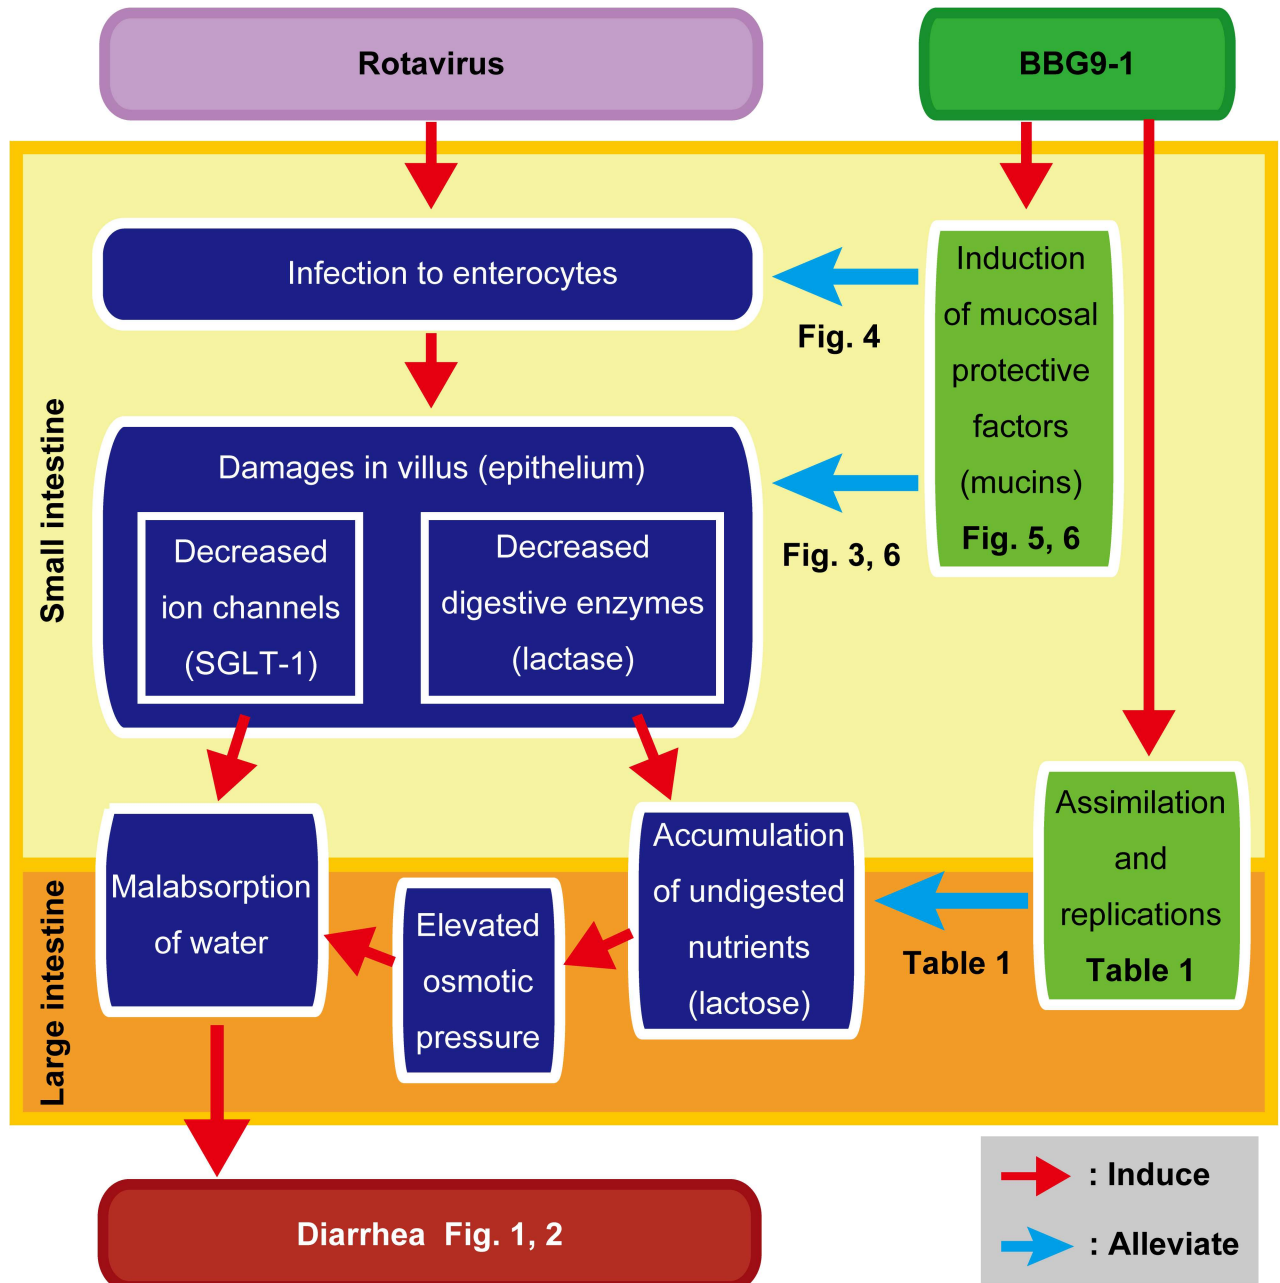 Rotavirus
BBG9-1
Small intestine
Infection to enterocytes
Fig. 4
Induction
of mucosal
protective
factors
(mucins)
Fig. 5, 6
Damages in villus (epithelium)
Decreased
ion channels
(SGLT-1)
Decreased
digestive enzymes
(lactase)
Fig. 3, 6
Large intestine
Malabsorption
of water
Elevated
osmotic
pressure
Accumulation
of undigested
nutrients
(lactose)
Table 1
Assimilation
and
replications
Table 1
Diarrhea Fig. 1, 2
: Induce
: Alleviate